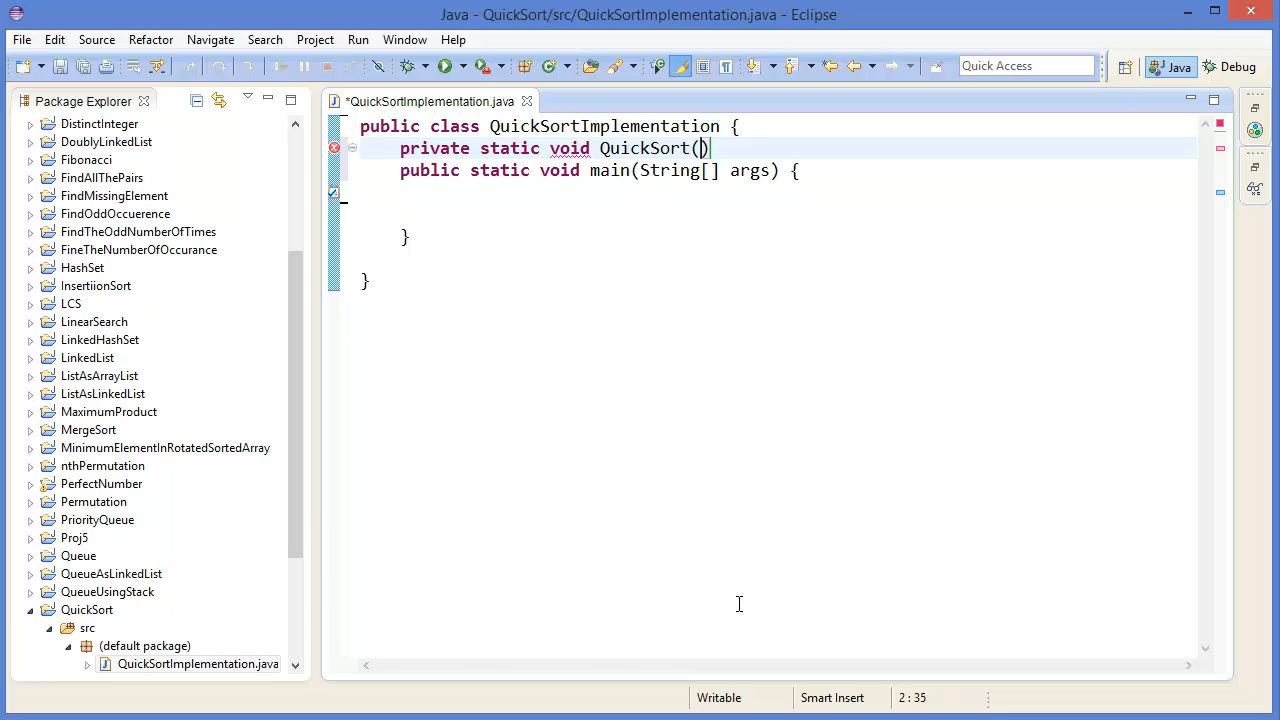 Java - QuickSort/src/QuickSortImplementation.java - Eclipse
File Edit Source Refactor Navigate Search Project Run Window Help
Quick Access
Java
Debug
Package Explorer
DistinctInteger
DoublyLinkedList
Fibonacci
FindAllThePairs
FindMissingElement
FindOddOccuerence
FindTheOddNumberOfTimes
FineTheNumberOfOccurance
HashSet
InsertiionSort
LCS
LinearSearch
LinkedHashSet
LinkedList
ListAsArrayList
ListAsLinkedList
MaximumProduct
MergeSort
MinimumElementInRotatedSortedArray
nthPermutation
PerfectNumber
Permutation
PriorityQueue
Proj5
Queue
QueueAsLinkedList
QueueUsingStack
QuickSort
src
(default package)
QuickSortImplementation.java
*QuickSortImplementation.java
public class QuickSortImplementation {
private static void QuickSort()
public static void main(String[] args) {
}
}
Writable
Smart Insert
2 : 35